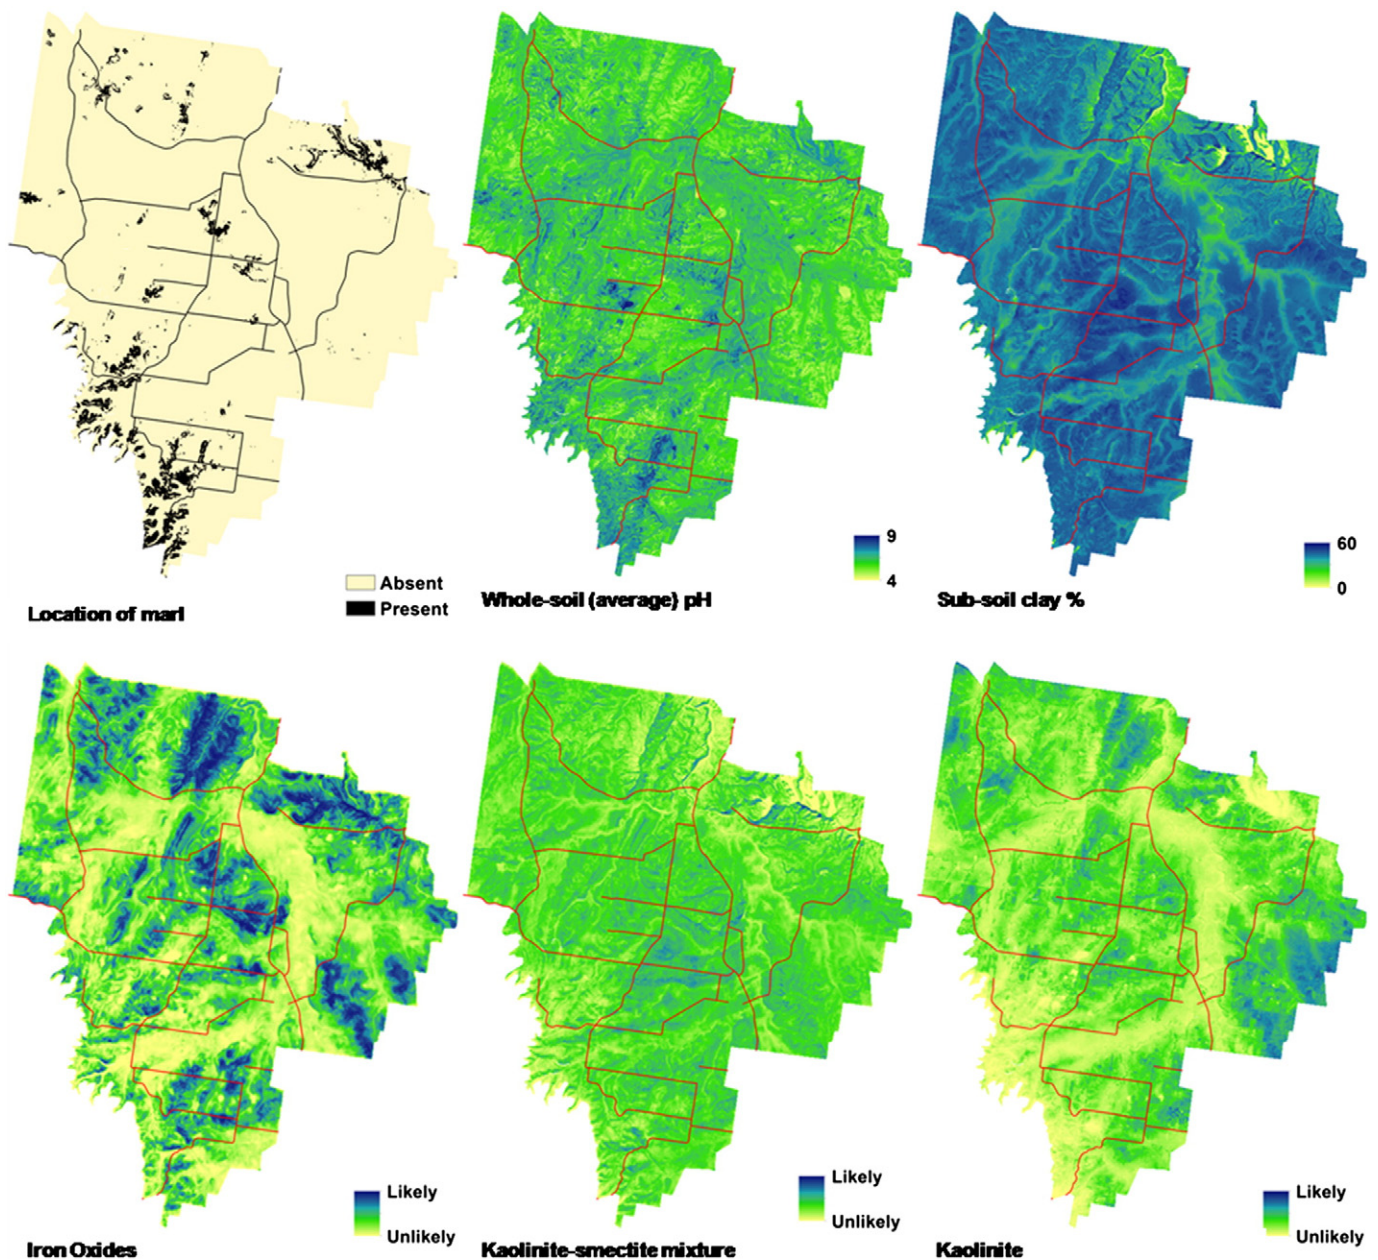 Absent
Present
Location of marl
9
4
Whole-soil (average) pH
60
0
Sub-soil clay %
Likely
Unlikely
Iron Oxides
Likely
Unlikely
Kaolinite-smectite mixture
Likely
Unlikely
Kaolinite